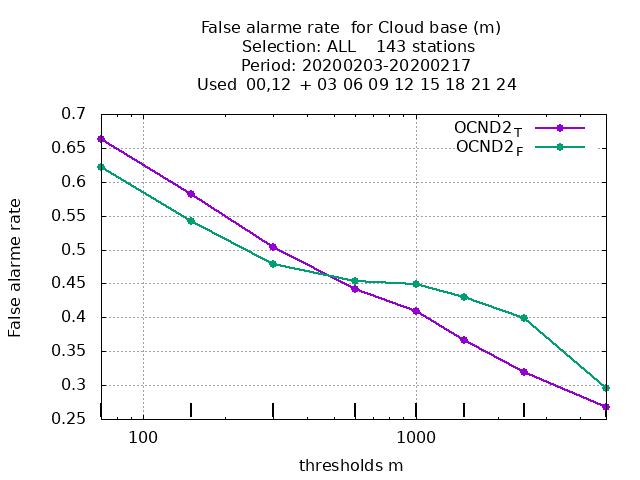 False alarme rate  for Cloud base (m)
Selection: ALL    143 stations
Period: 20200203-20200217
Used  00,12  + 03 06 09 12 15 18 21 24
OCND2T
OCND2F
False alarme rate
0.7
0.65
0.6
0.55
0.5
0.45
0.4
0.35
0.3
0.25
100
1000
thresholds m